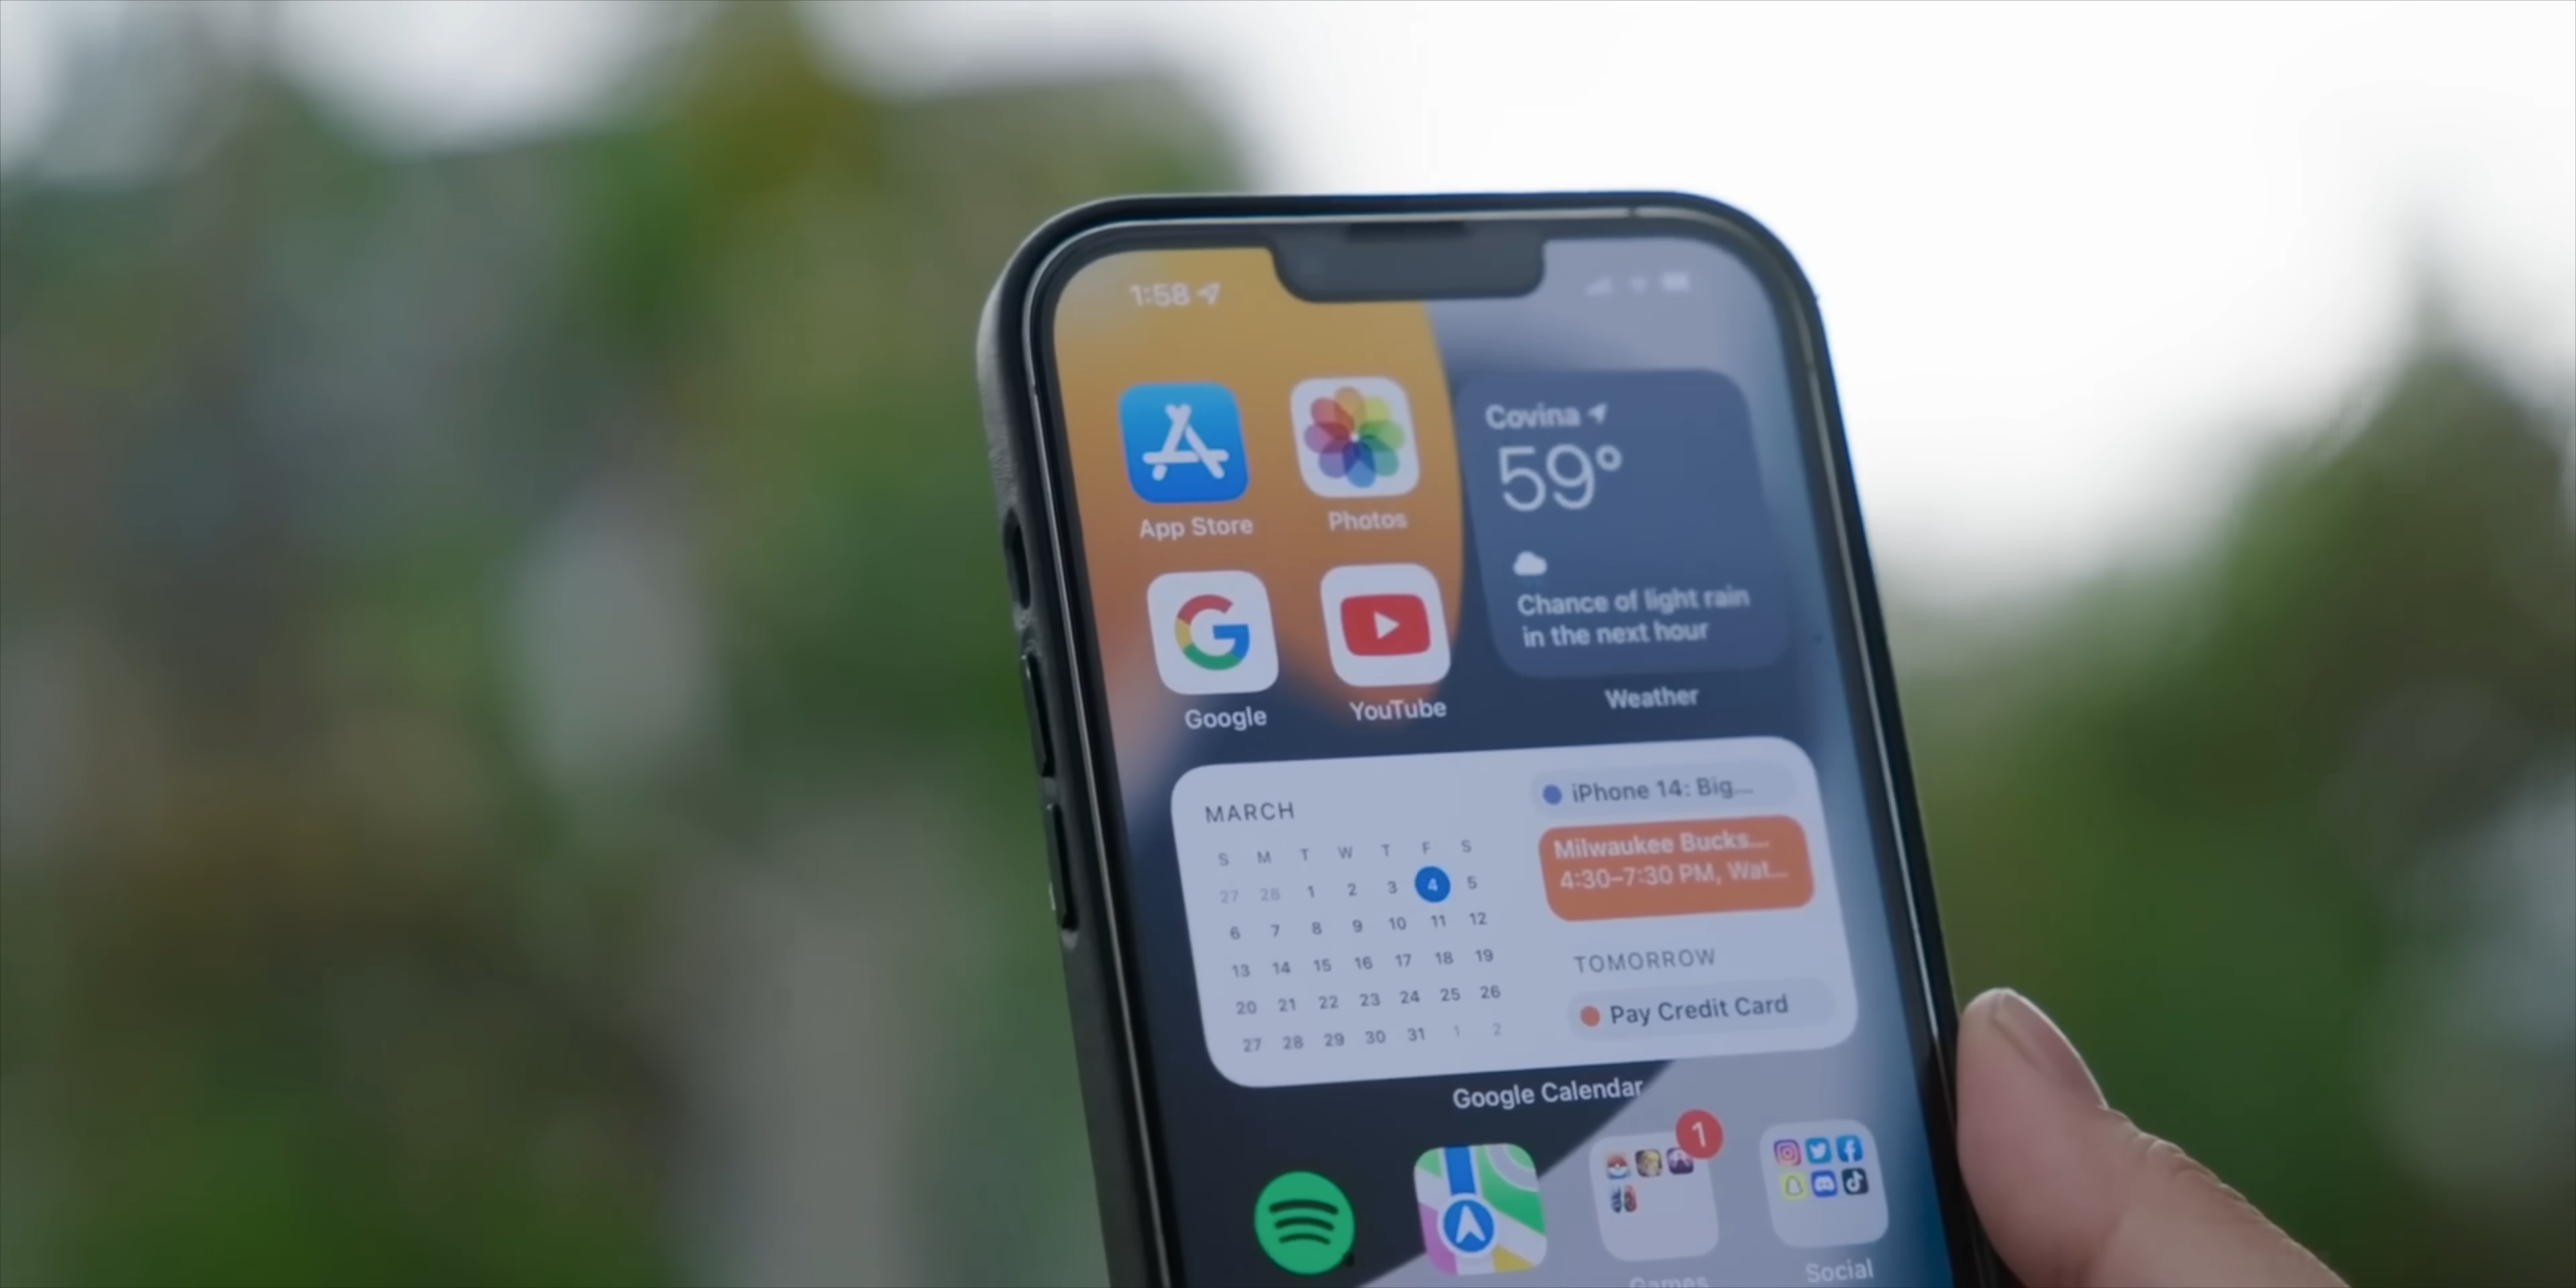 1:58
Covina
59°
Chance of light rain
in the next hour
App Store
Photos
Google
YouTube
Weather
MARCH
S M T W T F S
27 28 1 2 3 4 5
6 7 8 9 10 11 12
13 14 15 16 17 18 19
20 21 22 23 24 25 26
27 28 29 30 31 1 2
iPhone 14: Big...
Milwaukee Bucks...
4:30–7:30 PM, Wat...
TOMORROW
Pay Credit Card
Google Calendar
1
Games
Social